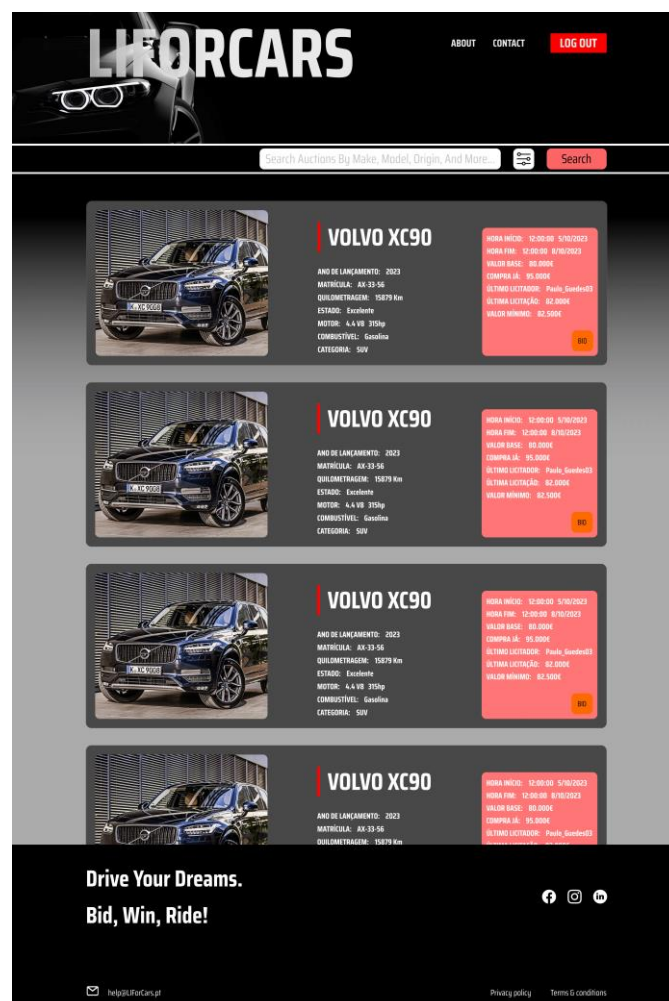 LIFORCARS
ABOUT CONTACT LOG OUT
Search Auctions By Make, Model, Origin, And More...
Search
VOLVO XC90
ANO DE LANÇAMENTO: 2023
MATRÍCULA: AX-33-56
QUILOMETRAGEM: 15879 Km
ESTADO: Excelente
MOTOR: 4.4 V8 315hp
COMBUSTÍVEL: Gasolina
CATEGORIA: SUV
HORA INÍCIO: 12:00:00 5/10/2023
HORA FIM: 12:00:00 8/10/2023
VALOR BASE: 80.000€
COMPRA JÁ: 95.000€
ÚLTIMO LICITADOR: Paulo_Guedes03
ÚLTIMA LICITAÇÃO: 82.000€
VALOR MÍNIMO: 82.500€
BID
K·XC 9008
VOLVO XC90
ANO DE LANÇAMENTO: 2023
MATRÍCULA: AX-33-56
QUILOMETRAGEM: 15879 Km
ESTADO: Excelente
MOTOR: 4.4 V8 315hp
COMBUSTÍVEL: Gasolina
CATEGORIA: SUV
HORA INÍCIO: 12:00:00 5/10/2023
HORA FIM: 12:00:00 8/10/2023
VALOR BASE: 80.000€
COMPRA JÁ: 95.000€
ÚLTIMO LICITADOR: Paulo_Guedes03
ÚLTIMA LICITAÇÃO: 82.000€
VALOR MÍNIMO: 82.500€
BID
K·XC 9008
VOLVO XC90
ANO DE LANÇAMENTO: 2023
MATRÍCULA: AX-33-56
QUILOMETRAGEM: 15879 Km
ESTADO: Excelente
MOTOR: 4.4 V8 315hp
COMBUSTÍVEL: Gasolina
CATEGORIA: SUV
HORA INÍCIO: 12:00:00 5/10/2023
HORA FIM: 12:00:00 8/10/2023
VALOR BASE: 80.000€
COMPRA JÁ: 95.000€
ÚLTIMO LICITADOR: Paulo_Guedes03
ÚLTIMA LICITAÇÃO: 82.000€
VALOR MÍNIMO: 82.500€
BID
K·XC 9008
VOLVO XC90
ANO DE LANÇAMENTO: 2023
MATRÍCULA: AX-33-56
QUILOMETRAGEM: 15879 Km
HORA INÍCIO: 12:00:00 5/10/2023
HORA FIM: 12:00:00 8/10/2023
VALOR BASE: 80.000€
COMPRA JÁ: 95.000€
ÚLTIMO LICITADOR: Paulo_Guedes03
Drive Your Dreams.
Bid, Win, Ride!
help@LIForCars.pt
Privacy policy Terms & conditions